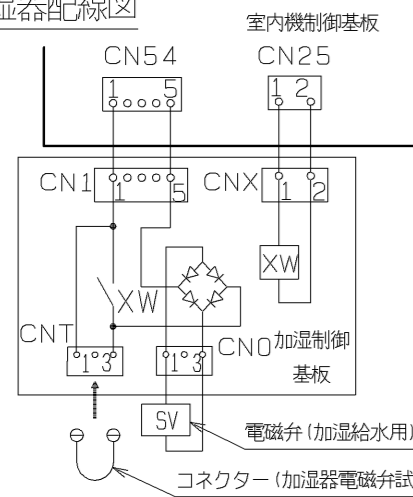 湿器配線図
室内機制御基板
CN54
CN25
1 5
1 2
CN1
1 5
CNX
1 2
XW
XW
CNT
1 3
CN0
1 3
加湿制御
基板
SV
電磁弁(加湿給水用)
コネクター(加湿器電磁弁試